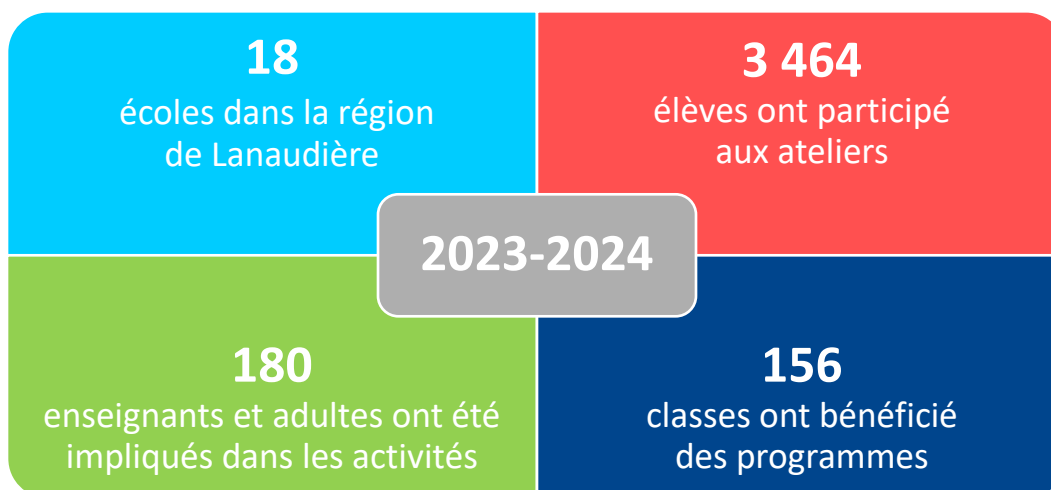 18
écoles dans la région
de Lanaudière
3 464
élèves ont participé
aux ateliers
2023-2024
180
enseignants et adultes ont été
impliqués dans les activités
156
classes ont bénéficié
des programmes